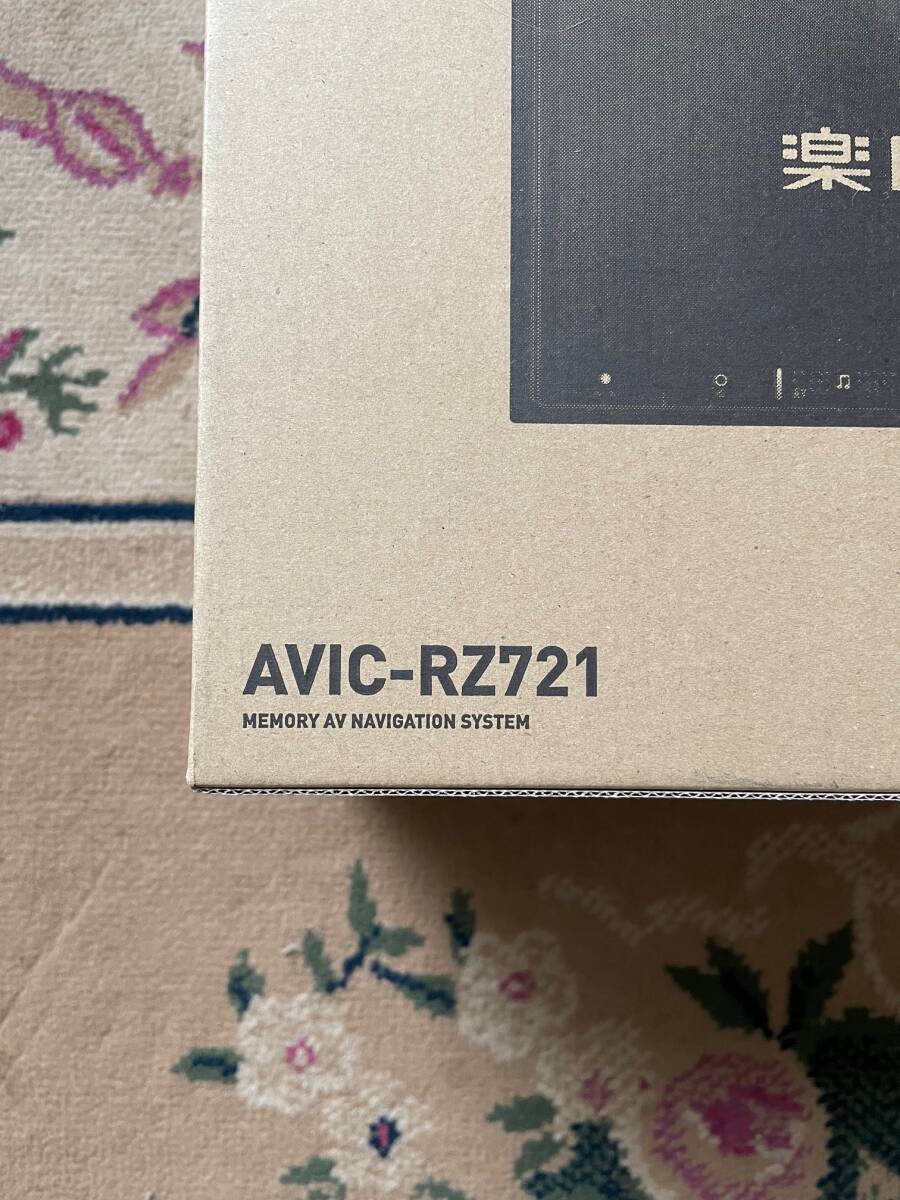 楽
AVIC-RZ721
MEMORY AV NAVIGATION SYSTEM